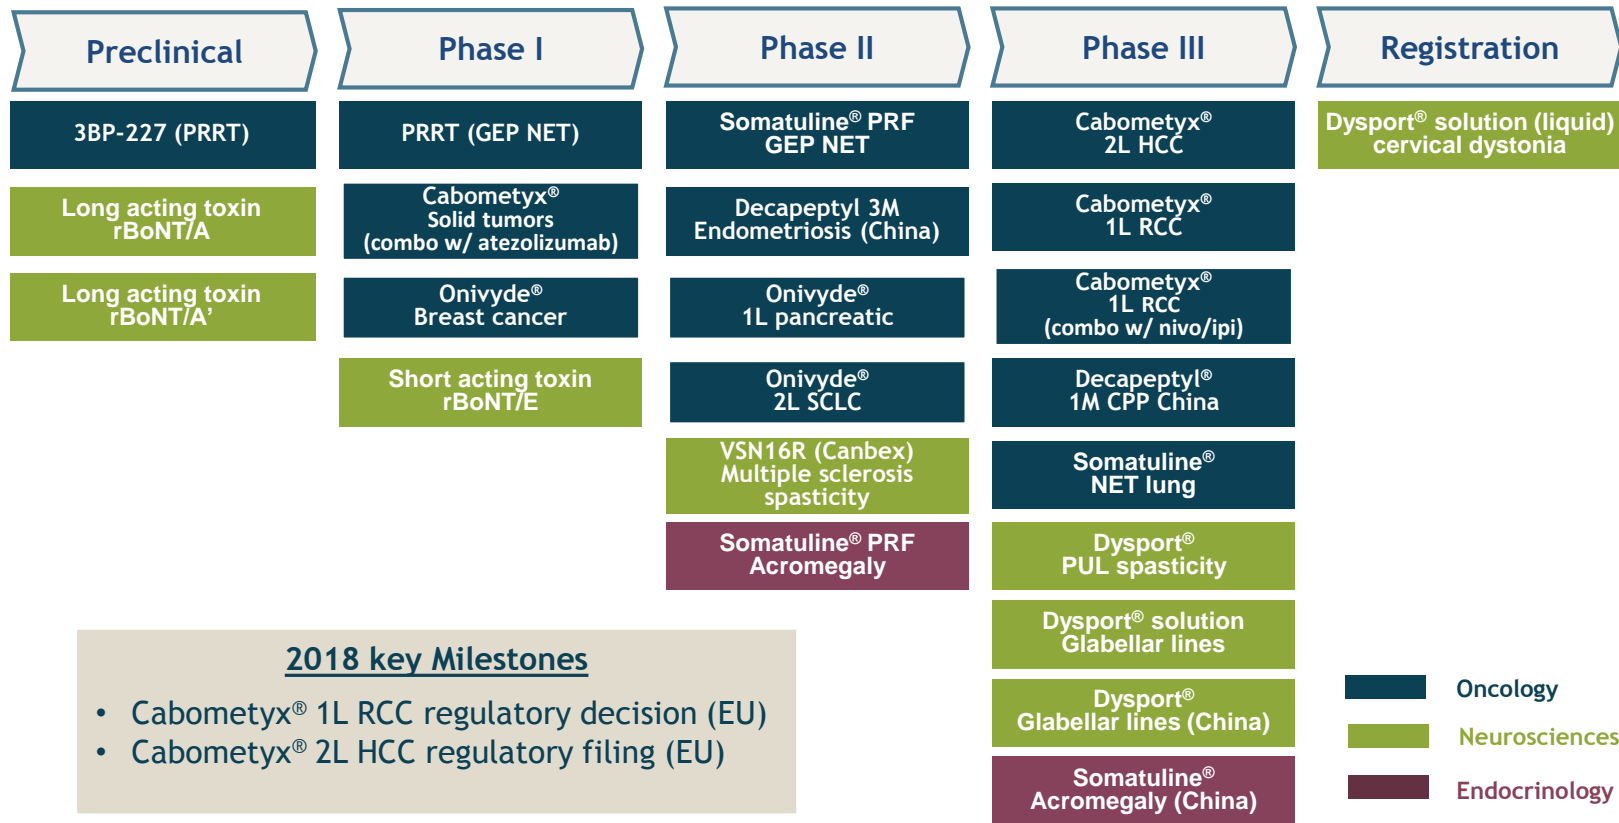 Preclinical
Phase I
Phase II
Phase III
Registration
3BP-227 (PRRT)
Long acting toxin
rBoNT/A
Long acting toxin
rBoNT/A’
PRRT (GEP NET)
Cabometyx®
Solid tumors
(combo w/ atezolizumab)
Onivyde®
Breast cancer
Short acting toxin
rBoNT/E
Somatuline® PRF
GEP NET
Decapeptyl 3M
Endometriosis (China)
Onivyde®
1L pancreatic
Onivyde®
2L SCLC
VSN16R (Canbex)
Multiple sclerosis
spasticity
Somatuline® PRF
Acromegaly
Cabometyx®
2L HCC
Cabometyx®
1L RCC
Cabometyx®
1L RCC
(combo w/ nivo/ipi)
Decapeptyl®
1M CPP China
Somatuline®
NET lung
Dysport®
PUL spasticity
Dysport® solution
Glabellar lines
Dysport®
Glabellar lines (China)
Somatuline®
Acromegaly (China)
Dysport® solution (liquid)
cervical dystonia
2018 key Milestones
• Cabometyx® 1L RCC regulatory decision (EU)
• Cabometyx® 2L HCC regulatory filing (EU)
Oncology
Neurosciences
Endocrinology